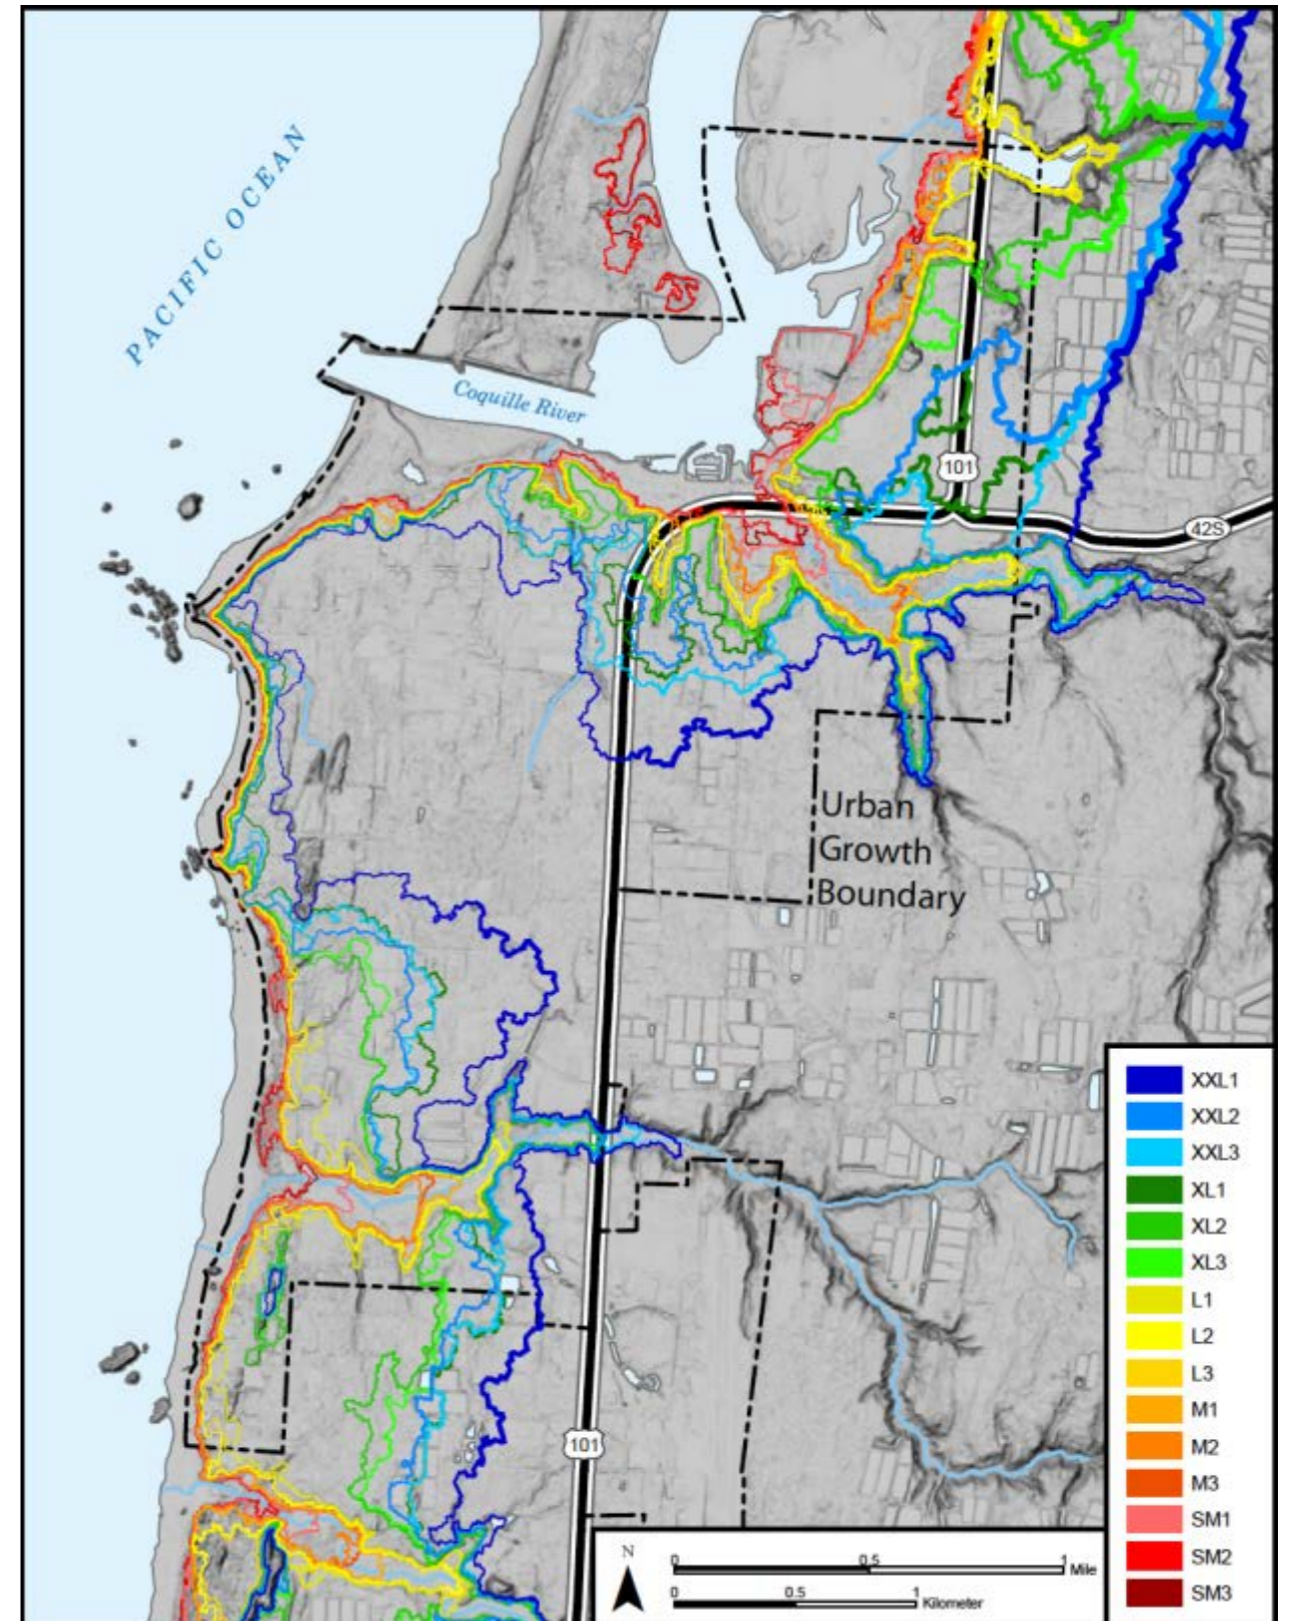 PACIFIC OCEAN
Coquille River
101
42S
Urban
Growth
Boundary
XXL1
XXL2
XXL3
XL1
XL2
XL3
L1
L2
L3
M1
M2
M3
SM1
SM2
SM3
101
N
0 0.5 1 Mile
0 0.5 1 Kilometer